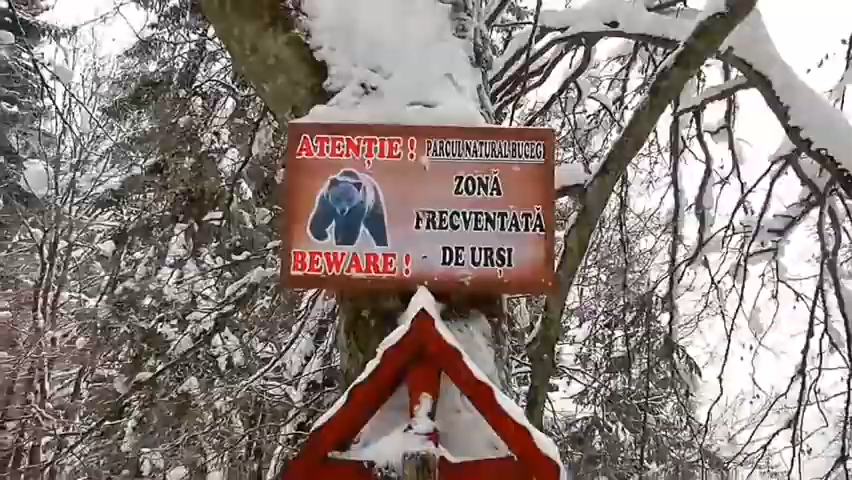 ATENȚIE !
PARCUL NATURAL BUCEGI
ZONĂ
FRECVENTATĂ
DE URȘI
BEWARE !